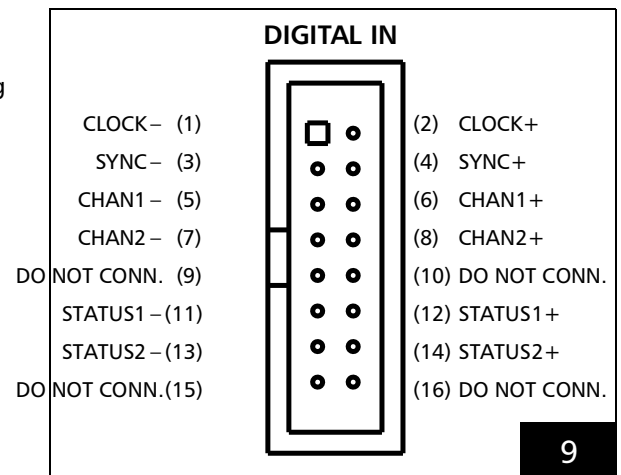 DIGITAL IN
g
CLOCK− (1) (2) CLOCK+
SYNC− (3) (4) SYNC+
CHAN1− (5) (6) CHAN1+
CHAN2− (7) (8) CHAN2+
DO NOT CONN. (9) (10) DO NOT CONN.
STATUS1−(11) (12) STATUS1+
STATUS2−(13) (14) STATUS2+
DO NOT CONN.(15) (16) DO NOT CONN.
9